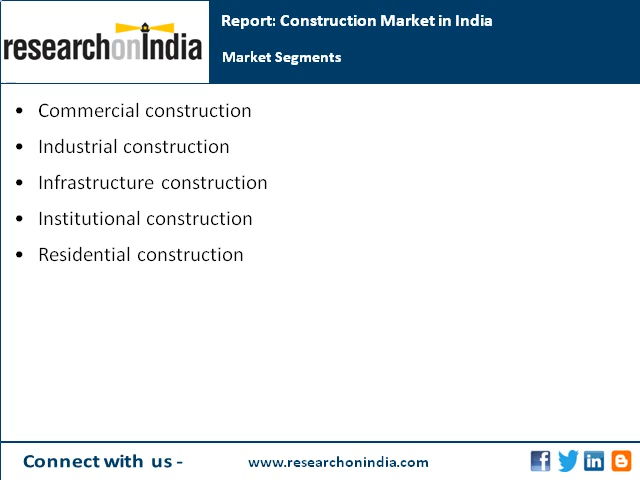 researchonindia
Report: Construction Market in India
Market Segments
• Commercial construction
• Industrial construction
• Infrastructure construction
• Institutional construction
• Residential construction
Connect with us -
www.researchonindia.com